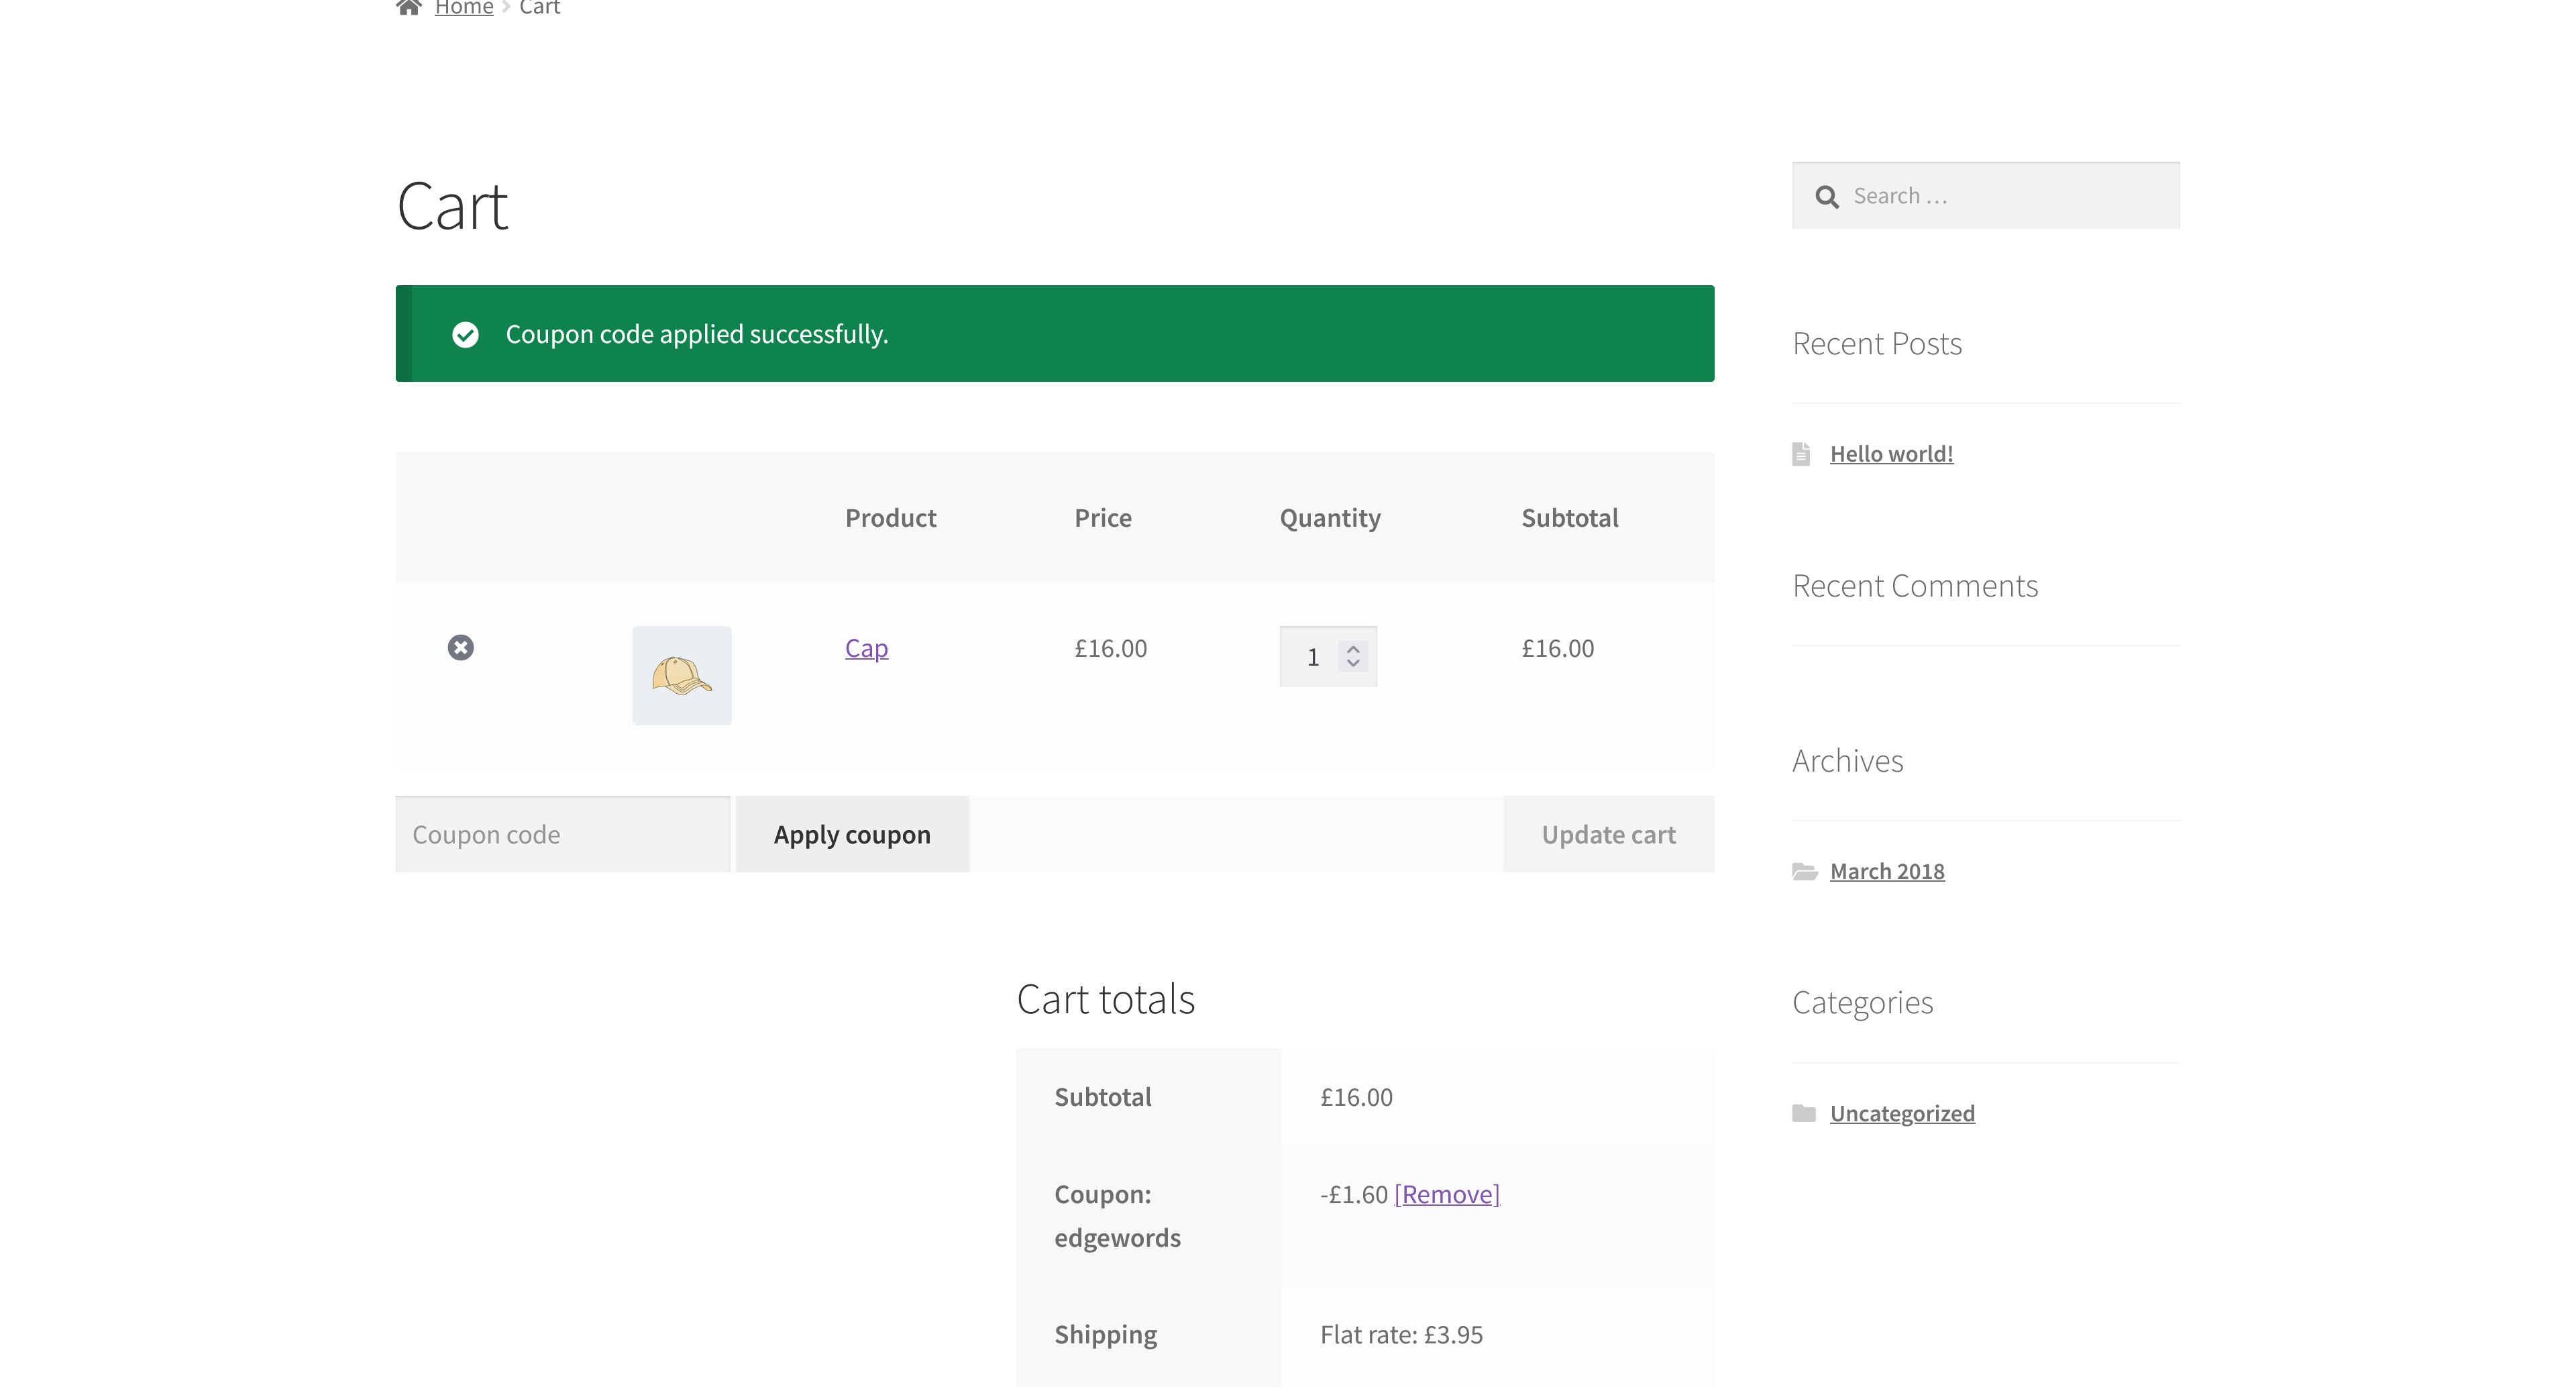 Home > Cart
Cart
Search …
Coupon code applied successfully.
Recent Posts
Hello world!
Product Price Quantity Subtotal
Cap £16.00 1 £16.00
Recent Comments
Archives
Coupon code Apply coupon Update cart
March 2018
Cart totals
Categories
Subtotal £16.00
Uncategorized
Coupon: -£1.60 [Remove]
edgewords
Shipping Flat rate: £3.95